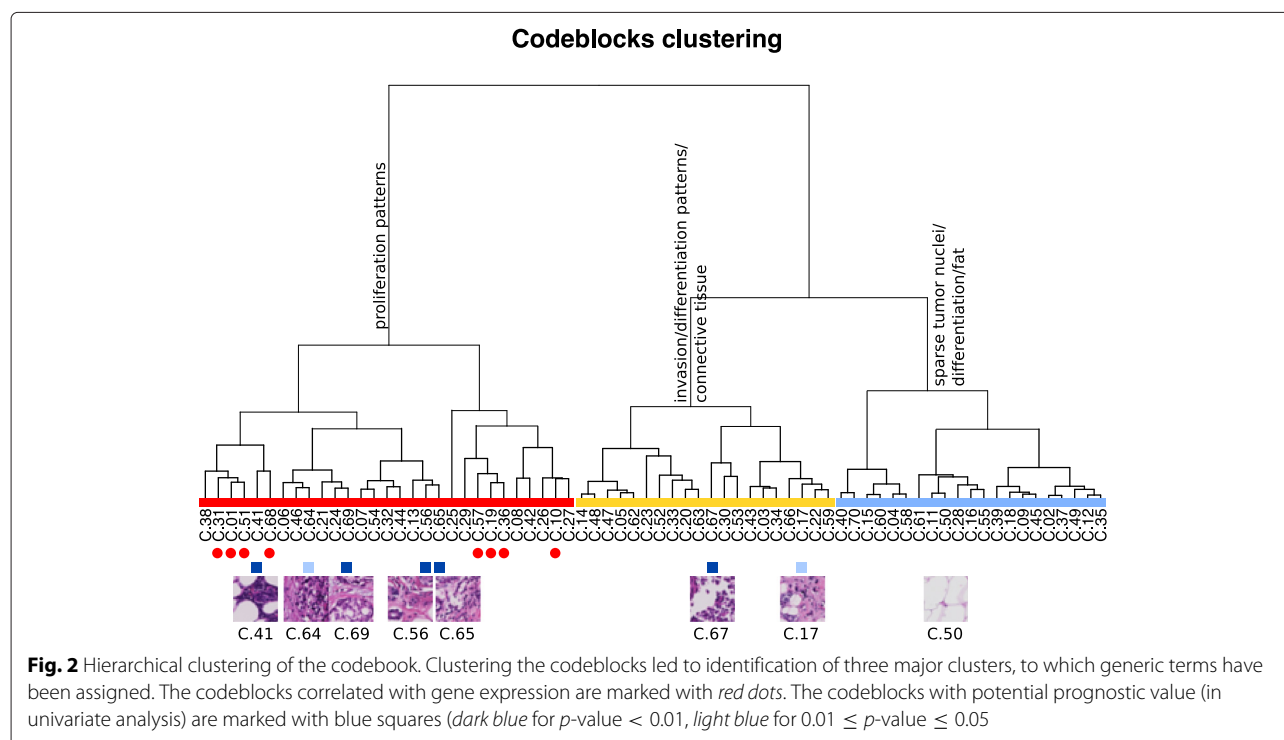 Codeblocks clustering
proliferation patterns
invasion/differentiation patterns/
connective tissue
sparse tumor nuclei/
differentiation/fat
C.38
C.31
C.01
C.51
C.41
C.68
C.06
C.46
C.64
C.21
C.24
C.69
C.07
C.54
C.32
C.44
C.13
C.56
C.65
C.25
C.29
C.57
C.19
C.36
C.08
C.42
C.26
C.10
C.27
C.14
C.48
C.47
C.05
C.62
C.23
C.52
C.33
C.20
C.63
C.67
C.30
C.53
C.43
C.03
C.34
C.66
C.17
C.22
C.59
C.40
C.70
C.15
C.60
C.04
C.58
C.61
C.11
C.50
C.28
C.16
C.55
C.39
C.18
C.09
C.45
C.02
C.37
C.49
C.12
C.35
C.41 C.64 C.69 C.56 C.65 C.67 C.17 C.50
Fig. 2 Hierarchical clustering of the codebook. Clustering the codeblocks led to identification of three major clusters, to which generic terms have
been assigned. The codeblocks correlated with gene expression are marked with red dots. The codeblocks with potential prognostic value (in
univariate analysis) are marked with blue squares (dark blue for p-value < 0.01, light blue for 0.01 ≤ p-value ≤ 0.05